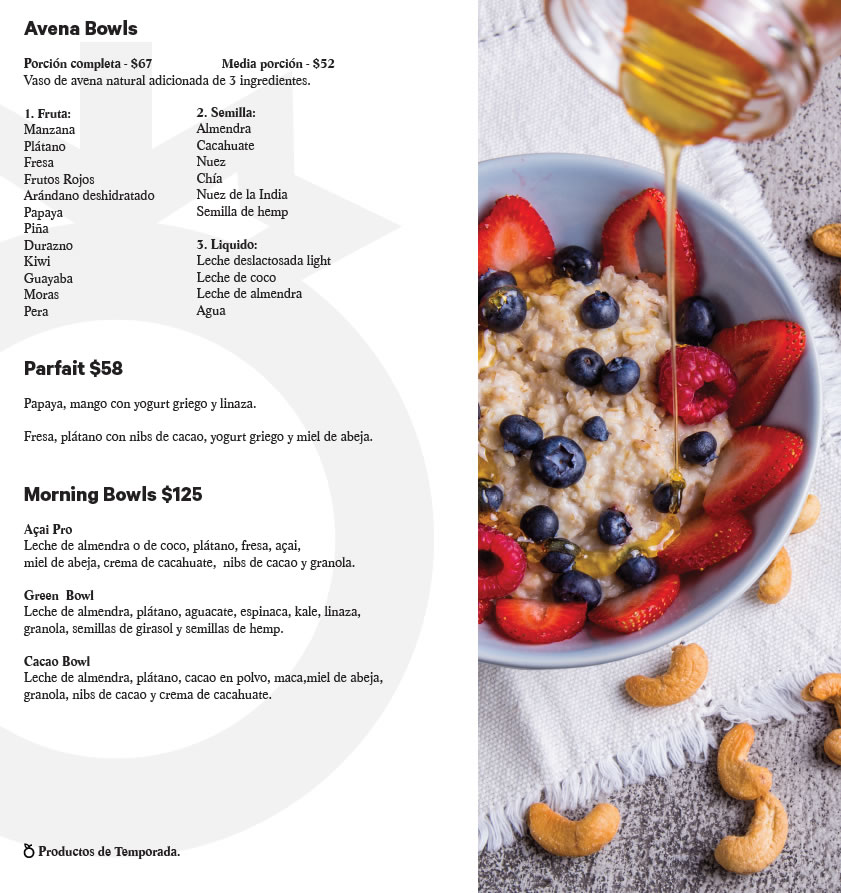 Avena Bowls
Porción completa - $67
Media porción - $52
Vaso de avena natural adicionada de 3 ingredientes.
1. Fruta:
Manzana
Plátano
Fresa
Frutos Rojos
Arándano deshidratado
Papaya
Piña
Durazno
Kiwi
Guayaba
Moras
Pera
2. Semilla:
Almendra
Cacahuate
Nuez
Chía
Nuez de la India
Semilla de hemp
3. Liquido:
Leche deslactosada light
Leche de coco
Leche de almendra
Agua
Parfait $58
Papaya, mango con yogurt griego y linaza.
Fresa, plátano con nibs de cacao, yogurt griego y miel de abeja.
Morning Bowls $125
Açai Pro
Leche de almendra o de coco, plátano, fresa, açai,
miel de abeja, crema de cacahuate, nibs de cacao y granola.
Green Bowl
Leche de almendra, plátano, aguacate, espinaca, kale, linaza,
granola, semillas de girasol y semillas de hemp.
Cacao Bowl
Leche de almendra, plátano, cacao en polvo, maca,miel de abeja,
granola, nibs de cacao y crema de cacahuate.
Productos de Temporada.